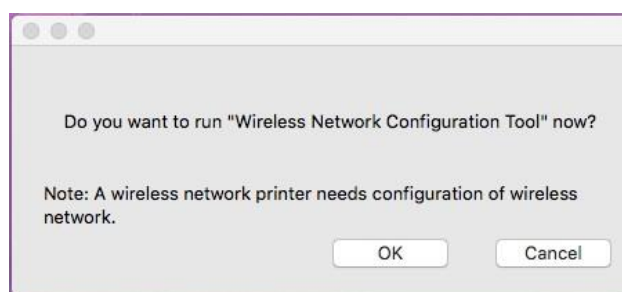 Do you want to run "Wireless Network Configuration Tool" now?
Note: A wireless network printer needs configuration of wireless
network.
OK Cancel